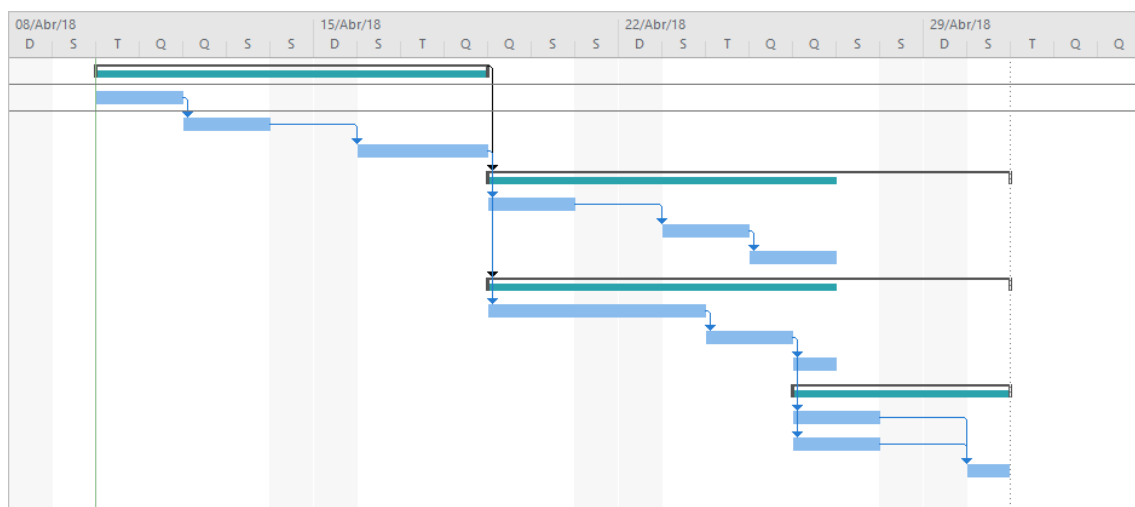 08/Abr/18 15/Abr/18 22/Abr/18 29/Abr/18
D S T Q Q S S D S T Q Q S S D S T Q Q S S D S T Q Q